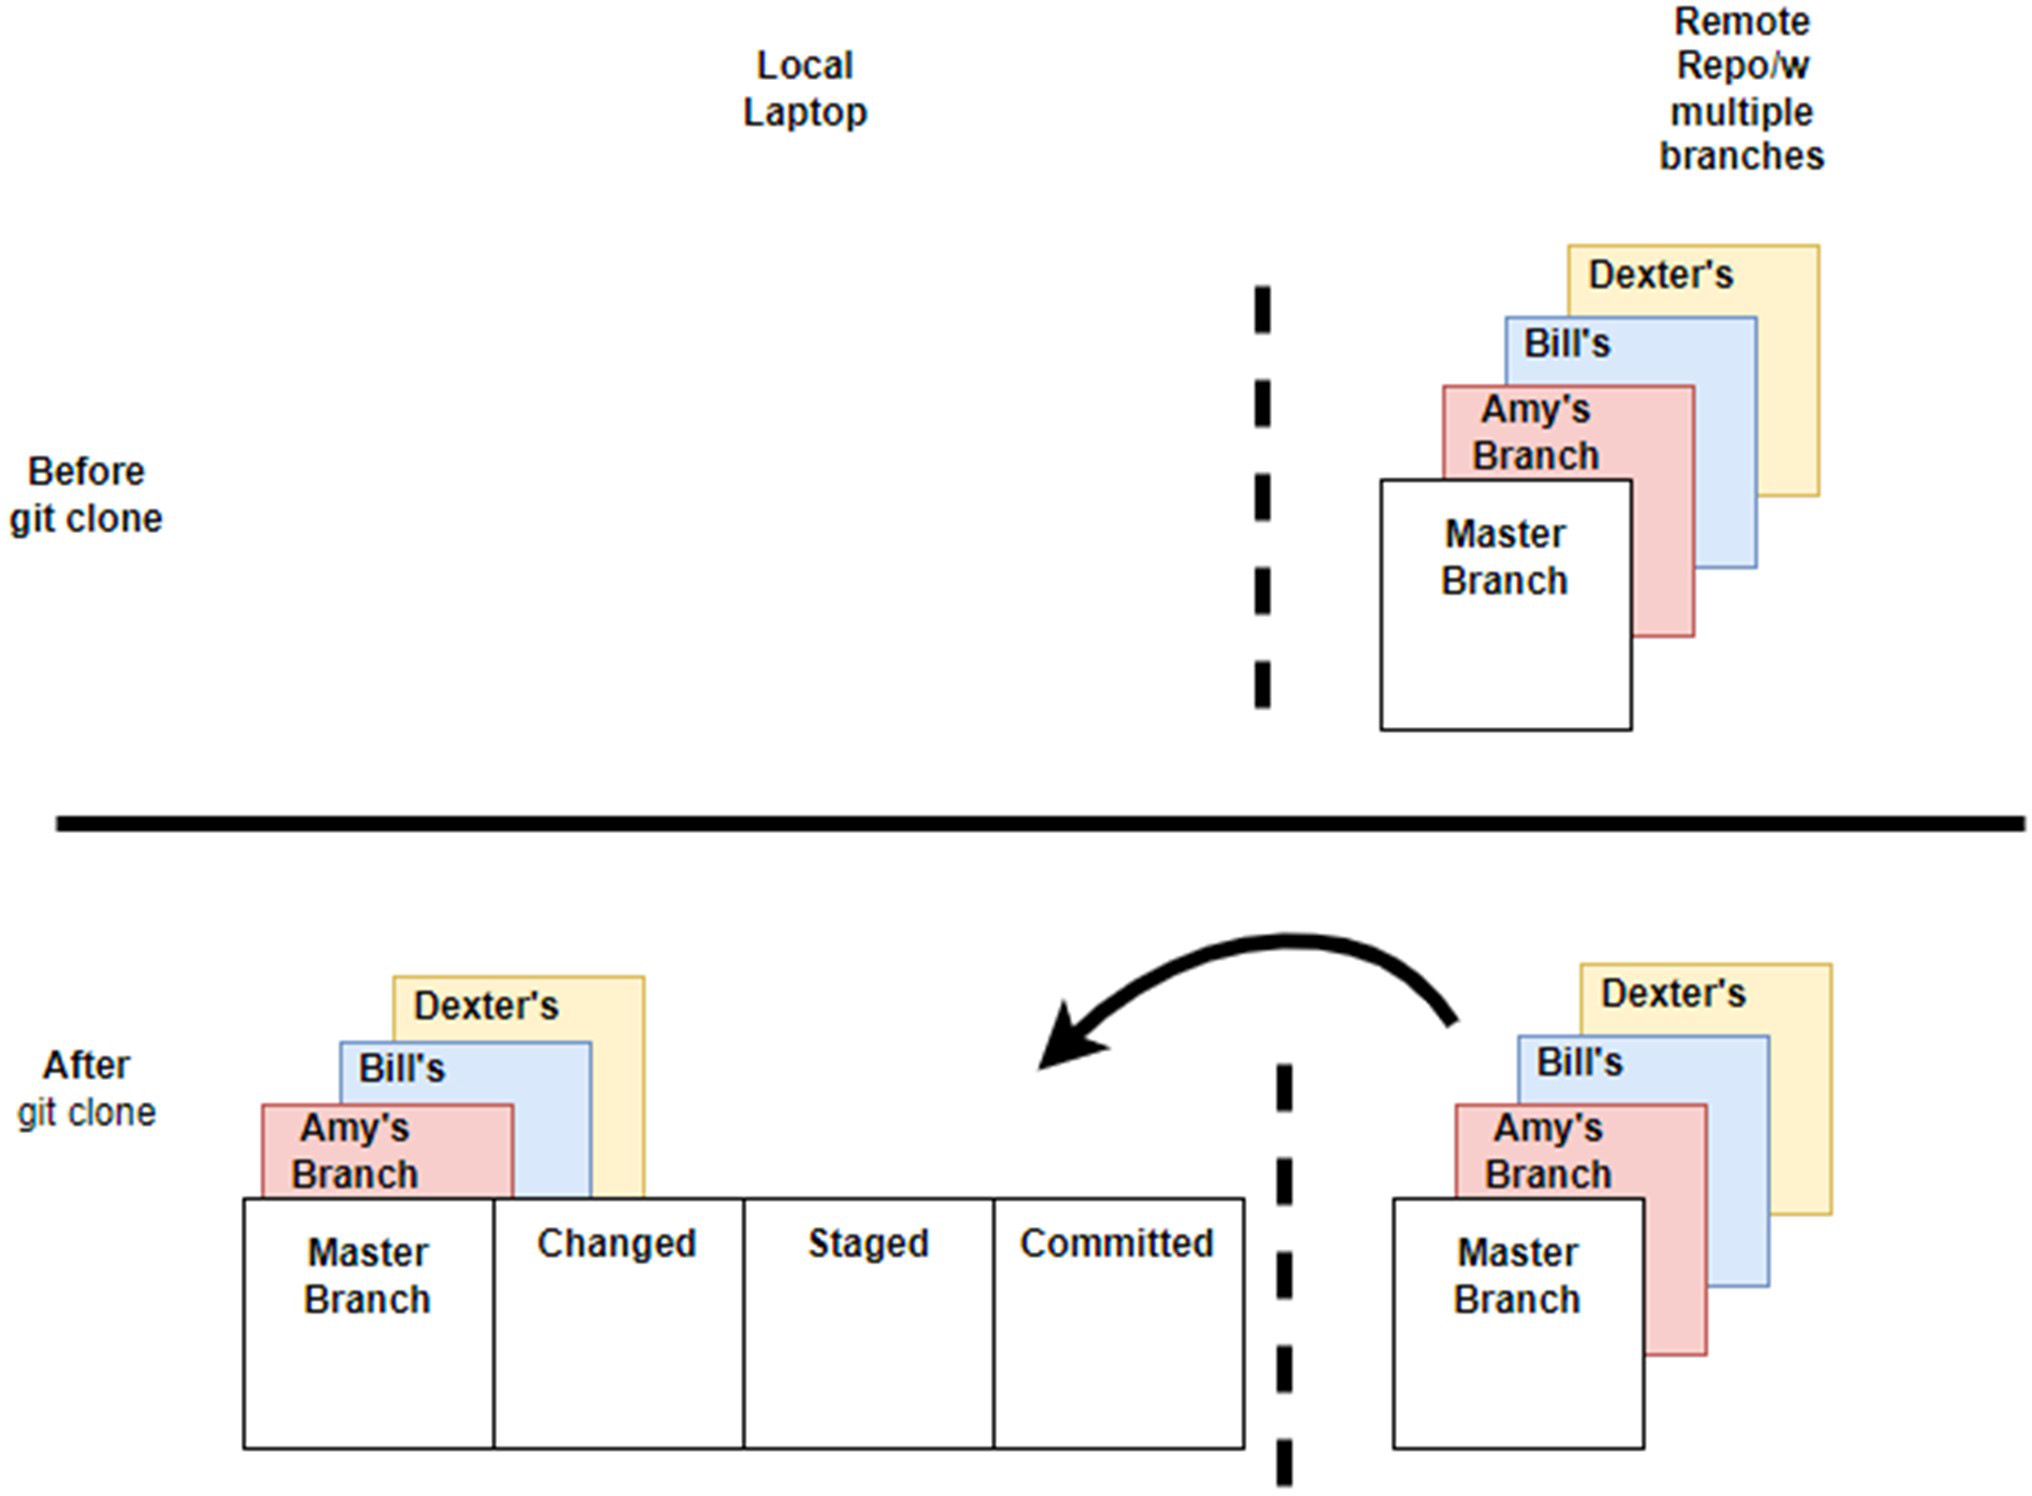 Local
Laptop
Remote
Repo/w
multiple
branches
Before
git clone
Dexter's
Bill's
Amy's
Branch
Master
Branch
After
git clone
Dexter's
Bill's
Amy's
Branch
Master
Branch
Changed
Staged
Committed
Dexter's
Bill's
Amy's
Branch
Master
Branch